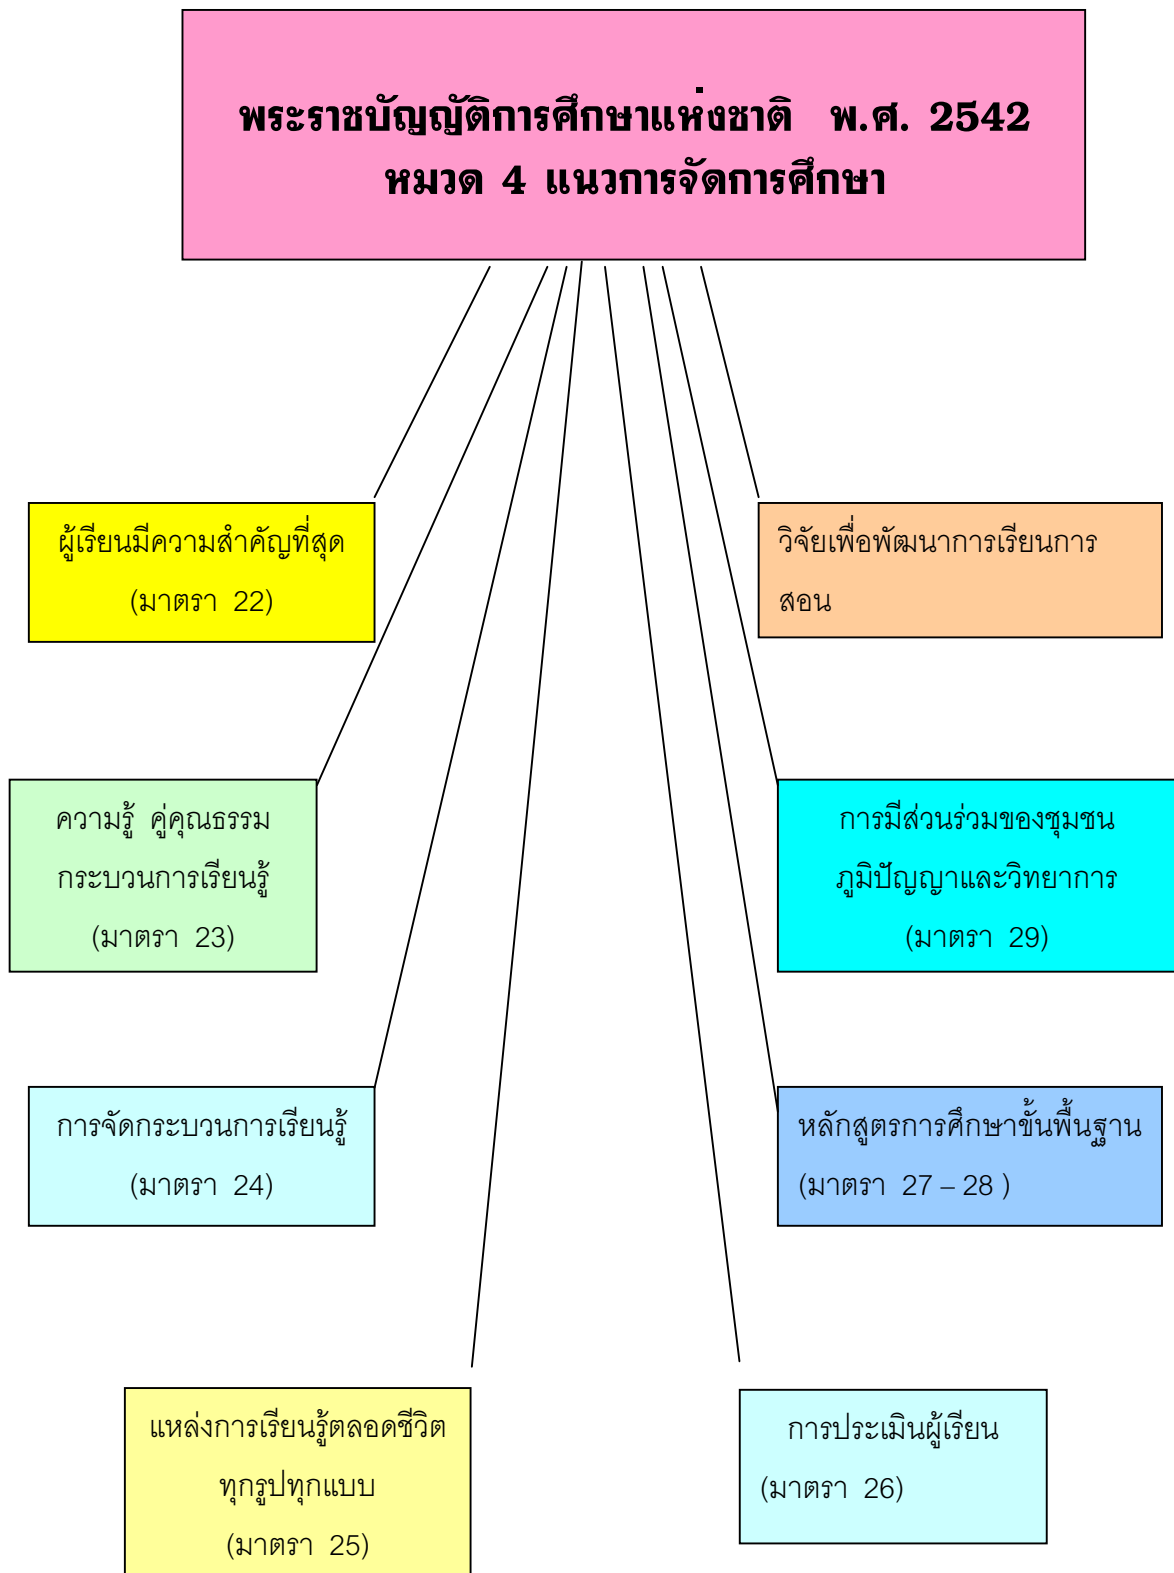 พระราชบัญญัติการศึกษาแห่งชาติ พ.ศ. 2542
หมวด 4 แนวการจัดการศึกษา
ผู้เรียนมีความสำคัญที่สุด
(มาตรา 22)
วิจัยเพื่อพัฒนาการเรียนการ
สอน
ความรู้ คู่คุณธรรม
กระบวนการเรียนรู้
(มาตรา 23)
การมีส่วนร่วมของชุมชน
ภูมิปัญญาและวิทยาการ
(มาตรา 29)
การจัดกระบวนการเรียนรู้
(มาตรา 24)
หลักสูตรการศึกษาขั้นพื้นฐาน
(มาตรา 27 – 28 )
แหล่งการเรียนรู้ตลอดชีวิต
ทุกรูปทุกแบบ
(มาตรา 25)
การประเมินผู้เรียน
(มาตรา 26)